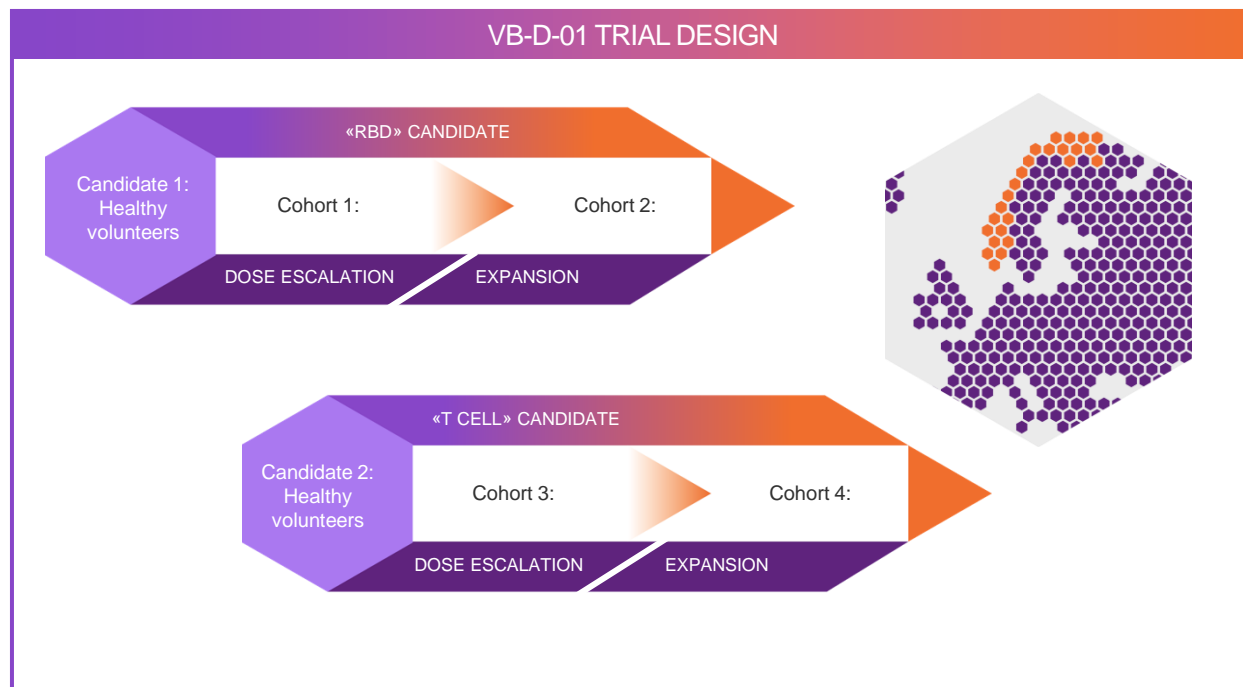 VB-D-01 TRIAL DESIGN
«RBD» CANDIDATE
Candidate 1:
Healthy
volunteers
Cohort 1:
Cohort 2:
DOSE ESCALATION
EXPANSION
«T CELL» CANDIDATE
Candidate 2:
Healthy
volunteers
Cohort 3:
Cohort 4:
DOSE ESCALATION
EXPANSION